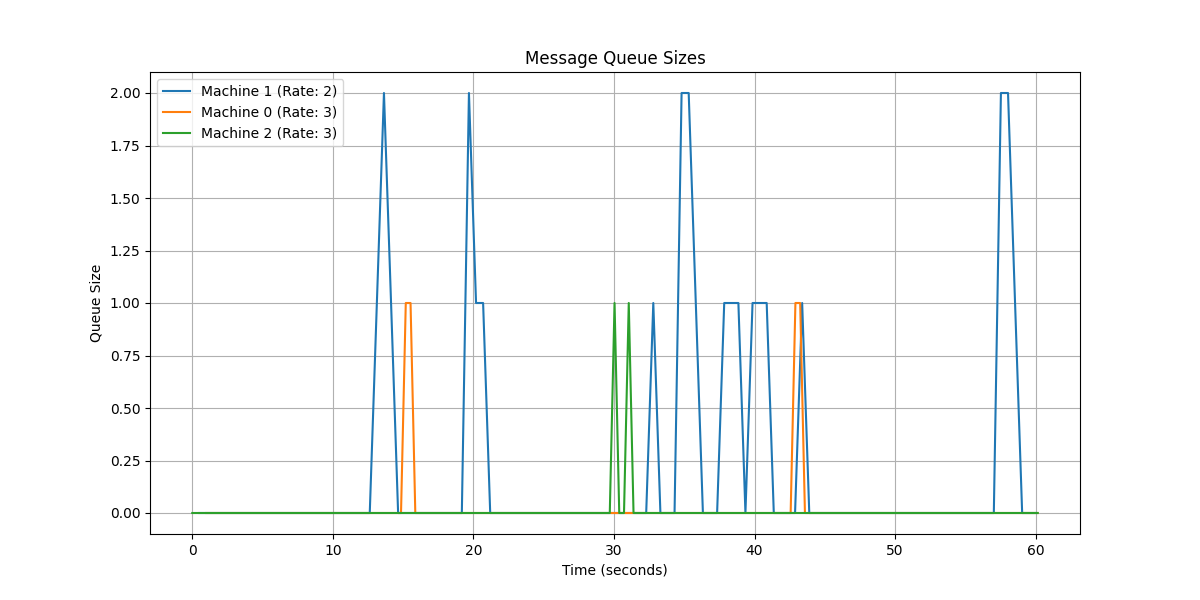 Message Queue Sizes
Machine 1 (Rate: 2)
Machine 0 (Rate: 3)
Machine 2 (Rate: 3)
2.00
1.75
1.50
1.25
1.00
0.75
0.50
0.25
0.00
Queue Size
0 10 20 30 40 50 60
Time (seconds)